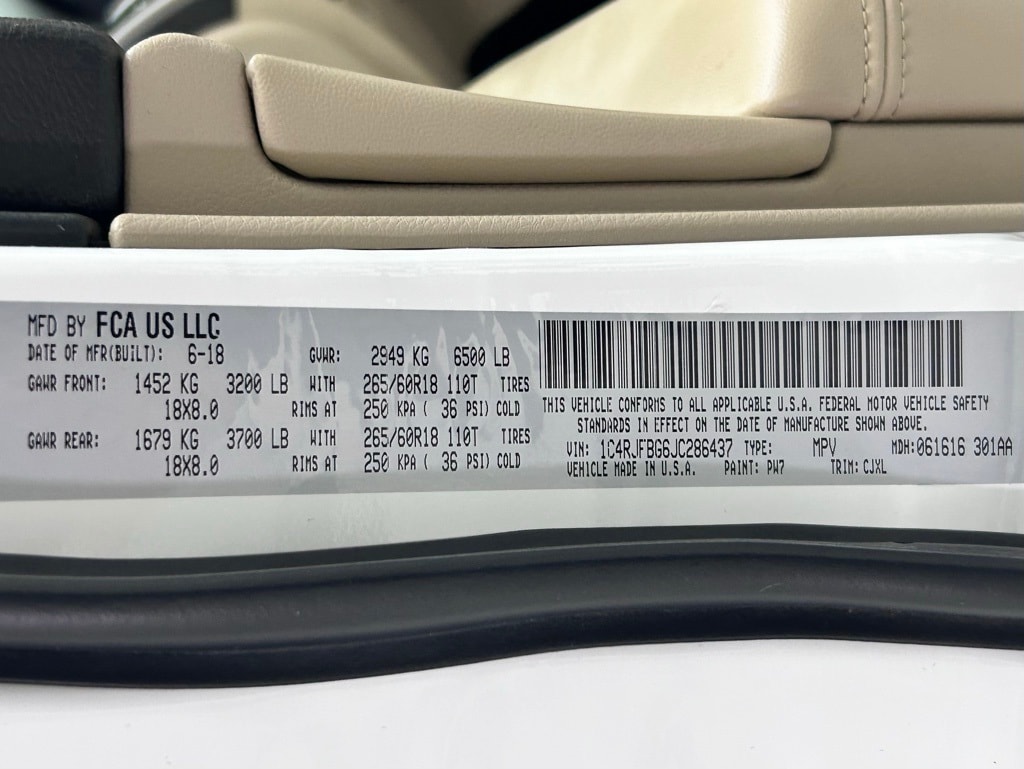 MFD BY FCA US LLC
DATE OF MFR(BUILT): 6-18 GVWR: 2949 KG 6500 LB
GAWR FRONT: 1452 KG 3200 LB WITH 265/60R18 110T TIRES
18X8.0 RIMS AT 250 KPA ( 36 PSI) COLD
GAWR REAR: 1679 KG 3700 LB WITH 265/60R18 110T TIRES
18X8.0 RIMS AT 250 KPA ( 36 PSI) COLD
THIS VEHICLE CONFORMS TO ALL APPLICABLE U.S.A. FEDERAL MOTOR VEHICLE SAFETY
STANDARDS IN EFFECT ON THE DATE OF MANUFACTURE SHOWN ABOVE.
VIN: 1C4RJFBG6JC286437 TYPE: MPV MDH:061616 301AA
VEHICLE MADE IN U.S.A. PAINT: PW7 TRIM: CJXL